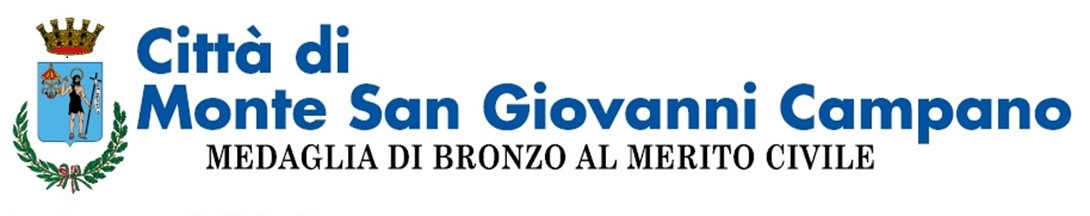 Città di
Monte San Giovanni Campano
MEDAGLIA DI BRONZO AL MERITO CIVILE